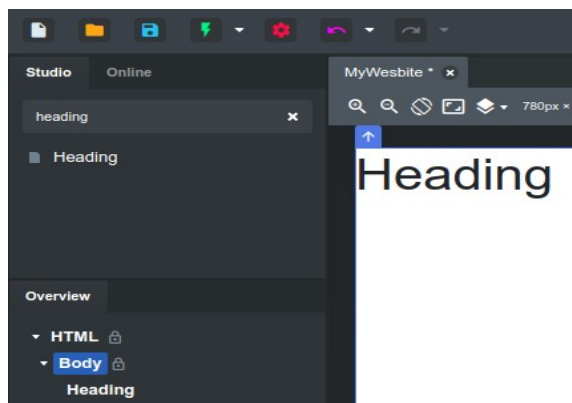 Studio Online
MyWesbite *
heading
780px ×
Heading
Heading
Overview
HTML
Body
Heading